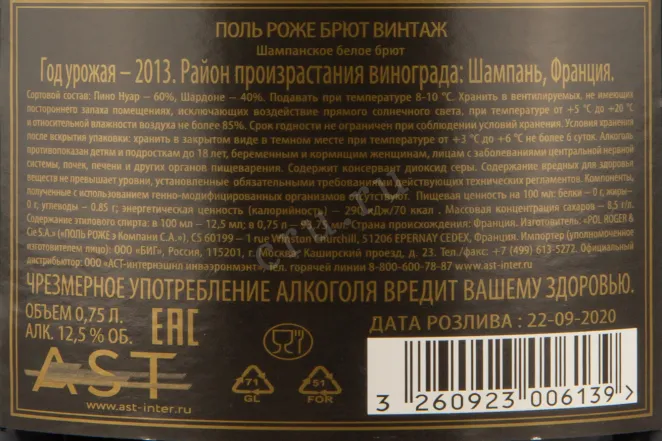 ПОЛЬ РОЖЕ БРЮТ ВИНТАЖ
Шампанское белое брют
Год урожая – 2013. Район произрастания винограда: Шампань, Франция.
Сортовой состав: Пино Нуар – 60%, Шардоне – 40%. Подавать при температуре 8-10 °С. Хранить в вентилируемых, не имеющих
постороннего запаха помещениях, исключающих воздействие прямого солнечного света, при температуре от +5 °С до +20 °С
и относительной влажности воздуха не более 85%. Срок годности не ограничен при соблюдении условий хранения. Условия хранения
после вскрытия упаковки: хранить в закрытом виде в темном месте при температуре от +3 °С до +6 °С не более 6 суток. Алкоголь
противопоказан детям и подросткам до 18 лет, беременным и кормящим женщинам, лицам с заболеваниями центральной нервной
системы, почек, печени и других органов пищеварения. Содержит консервант диоксид серы. Содержание вредных для здоровья
веществ не превышает уровни, установленные обязательными требованиями действующих технических регламентов. Компоненты,
полученные с использованием генно-модифицированных организмов отсутствуют. Пищевая ценность на 100 мл: белки – 0 г, жиры–
0 г, углеводы – 0.85 г; энергетическая ценность (калорийность) – 290 кДж/70 ккал. Массовая концентрация сахаров – 8,5 г/л.
Содержание этилового спирта: в 100 мл – 12,5 мл; в 0,75 л – Страна происхождения: Франция. Изготовитель: «POL ROGER &
Cie S.A.» («ПОЛЬ РОЖЕ э Компани С.А.»), CS 60199 – 1 rue Winston Churchill, 51206 EPERNAY CEDEX, Франция. Импортер (уполномоченное
изготовителем лицо): ООО «БИГ», Россия, 115201, г. Москва, Каширский проезд, д. 23. Тел./факс: +7 (499) 613-5272. Официальный
дистрибьютор: ООО «АСТ-интернэшнл инваэронмэнт». Тел. горячей линии 8-800-600-78-87 www.ast-inter.ru
ЧРЕЗМЕРНОЕ УПОТРЕБЛЕНИЕ АЛКОГОЛЯ ВРЕДИТ ВАШЕМУ ЗДОРОВЬЮ.
ОБЪЕМ 0,75 Л.
АЛК. 12,5 % ОБ.
EAC
ДАТА РОЗЛИВА : 22-09-2020
AST
www.ast-inter.ru
71
GL
51
FOR
3 260923 006139